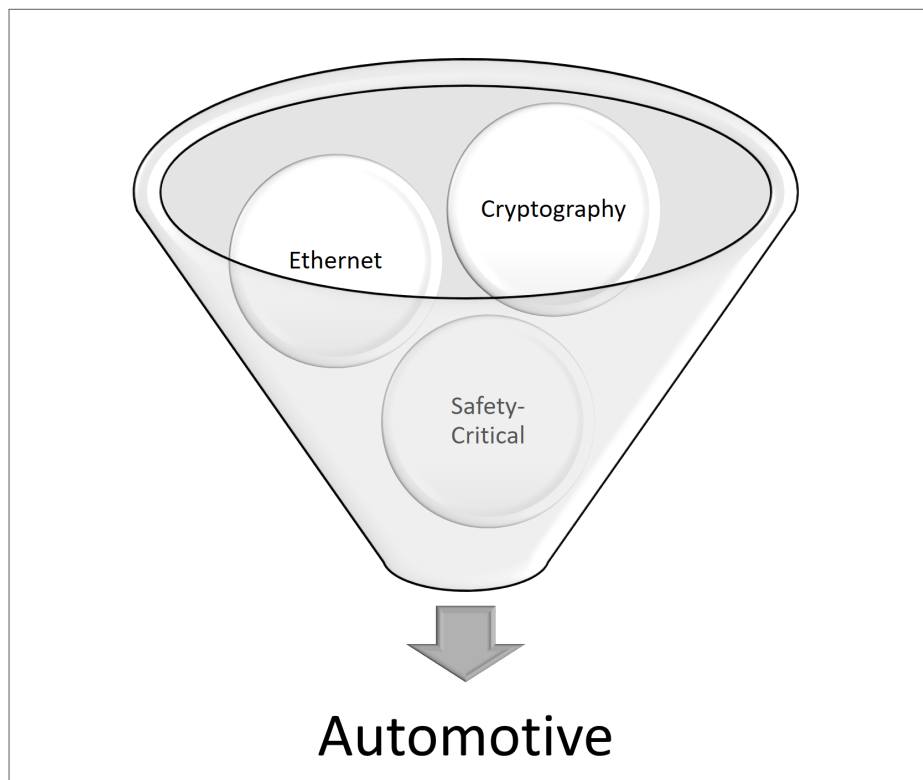 Cryptography
Ethernet
Safety-
Critical
Automotive